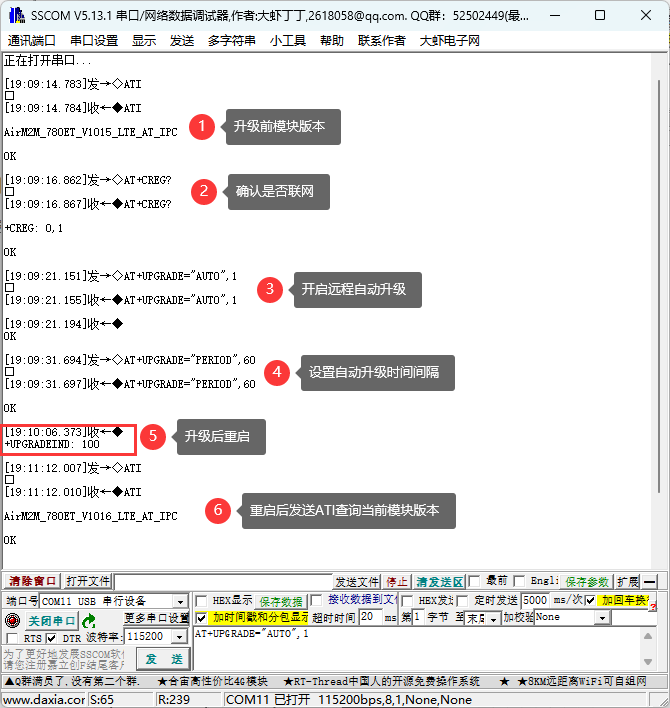 SSCOM V5.13.1 串口/网络数据调试器,作者:大虾丁丁,2618058@qq.com. QQ群: 52502449(最...
通讯端口 串口设置 显示 发送 多字符串 小工具 帮助 联系作者 大虾电子网
正在打开串口...
[19:09:14.783]发→◇ATI
□
[19:09:14.784]收←◆ATI
AirM2M_780ET_V1015_LTE_AT_IPC
1 升级前模块版本
OK
[19:09:16.862]发→◇AT+CREG?
□
2 确认是否联网
[19:09:16.867]收←◆AT+CREG?
+CREG: 0,1
OK
[19:09:21.151]发→◇AT+UPGRADE="AUTO",1
□
3 开启远程自动升级
[19:09:21.155]收←◆AT+UPGRADE="AUTO",1
[19:09:21.194]收←◆
OK
[19:09:31.694]发→◇AT+UPGRADE="PERIOD",60
□
4 设置自动升级时间间隔
[19:09:31.697]收←◆AT+UPGRADE="PERIOD",60
OK
[19:10:06.373]收←◆
+UPGRADEIND: 100
5 升级后重启
[19:11:12.007]发→◇ATI
□
[19:11:12.010]收←◆ATI
AirM2M_780ET_V1016_LTE_AT_IPC
6 重启后发送ATI查询当前模块版本
OK
清除窗口 打开文件 发送文件 停止 清发送区 最前 Engli 保存参数 扩展 —
端口号 COM11 USB 串行设备 HEX显示 保存数据 接收数据到文件 HEX发送 定时发送 5000 ms/次 加回车换行
关闭串口 更多串口设置 加时间戳和分包显示 超时时间 20 ms 第1 字节 至 末尾 加校验 None
RTS DTR 波特率: 115200 AT+UPGRADE="AUTO",1
为了更好地发展SSCOM软件
请您注册嘉立创F结尾客户
发 送
▲Q群满员了,没有第二个群. ★合宙高性价比4G模块 ★RT-Thread中国人的开源免费操作系统 ★ ★8KM远距离WiFi可自组网
www.daxia.com S:65 R:239 COM11 已打开 115200bps,8,1,None,None